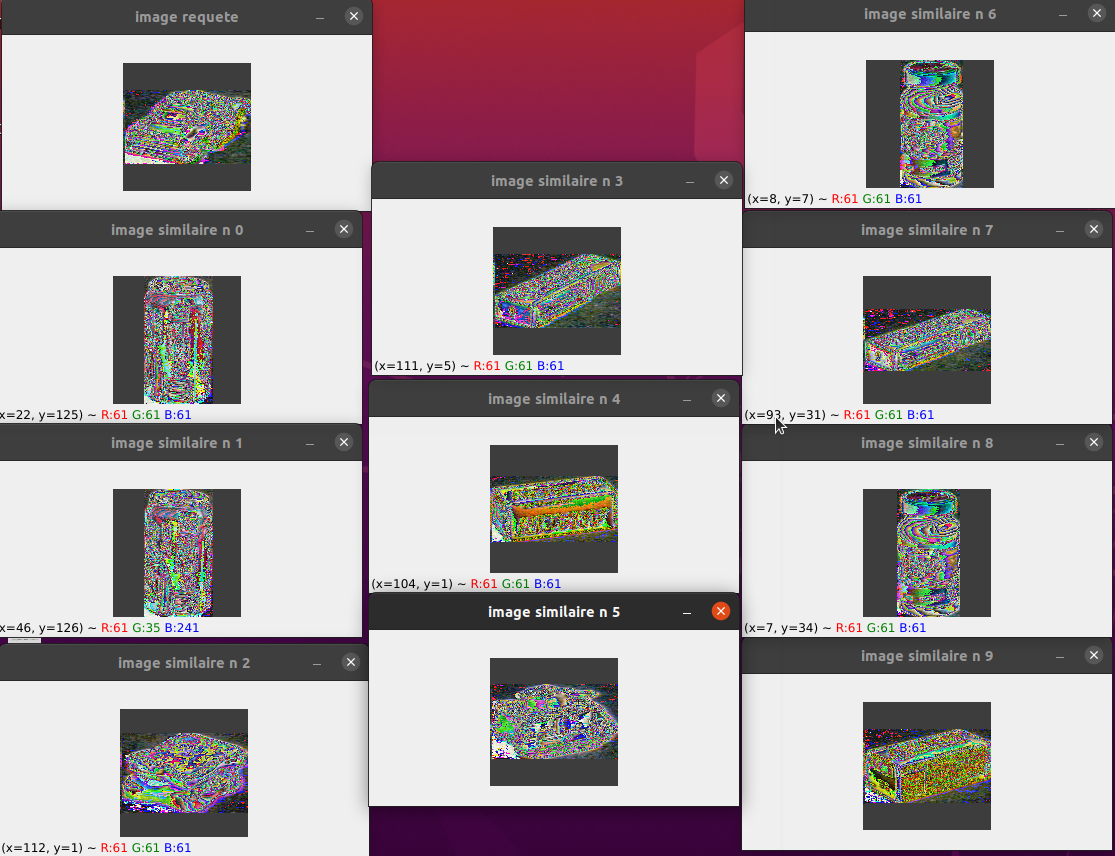 image requete
image similaire n 6
(x=8, y=7) ~ R:61 G:61 B:61
image similaire n 3
(x=111, y=5) ~ R:61 G:61 B:61
image similaire n 0
x=22, y=125) ~ R:61 G:61 B:61
image similaire n 7
(x=93, y=31) ~ R:61 G:61 B:61
image similaire n 4
(x=104, y=1) ~ R:61 G:61 B:61
image similaire n 1
x=46, y=126) ~ R:61 G:35 B:241
image similaire n 8
(x=7, y=34) ~ R:61 G:61 B:61
image similaire n 5
image similaire n 2
(x=112, y=1) ~ R:61 G:61 B:61
image similaire n 9